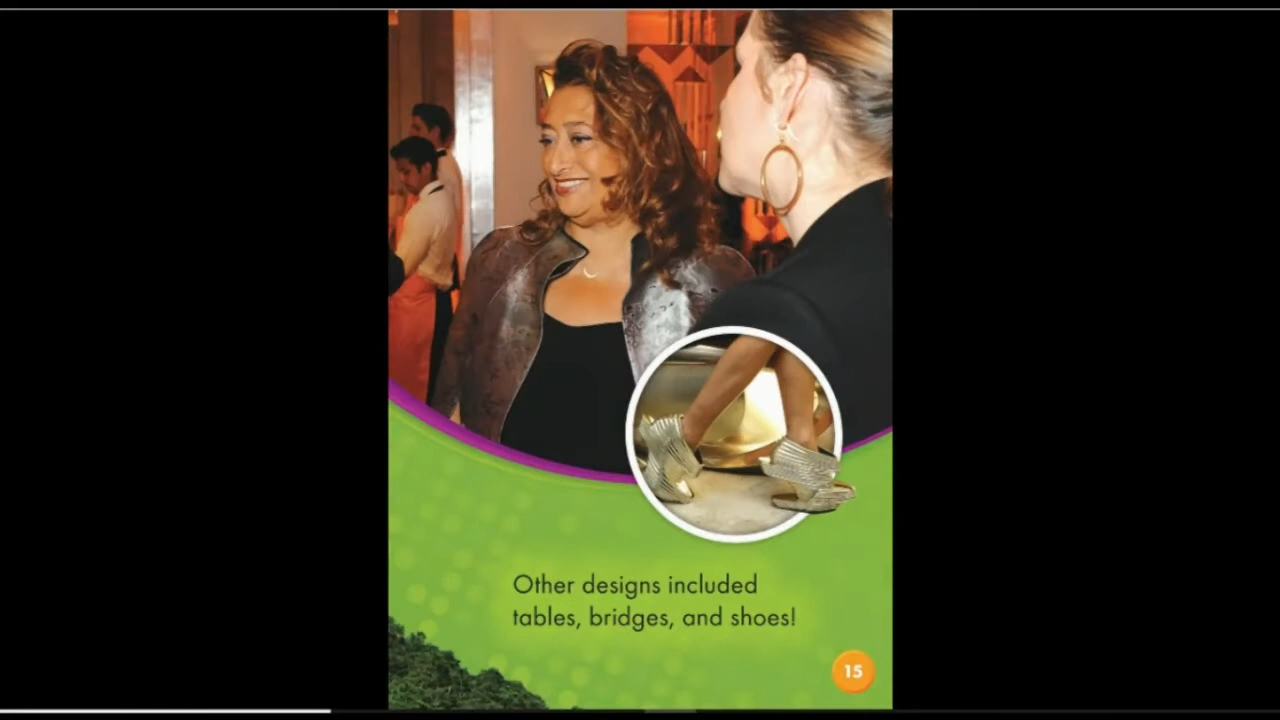 Other designs included
tables, bridges, and shoes!
15